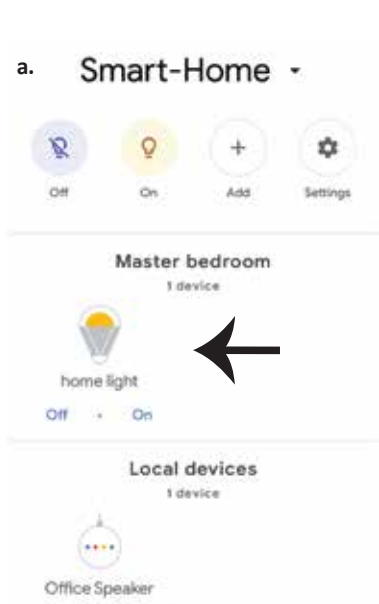 a. Smart-Home
Off On Add Settings
Master bedroom
1 device
home light
Off • On
Local devices
1 device
Office Speaker